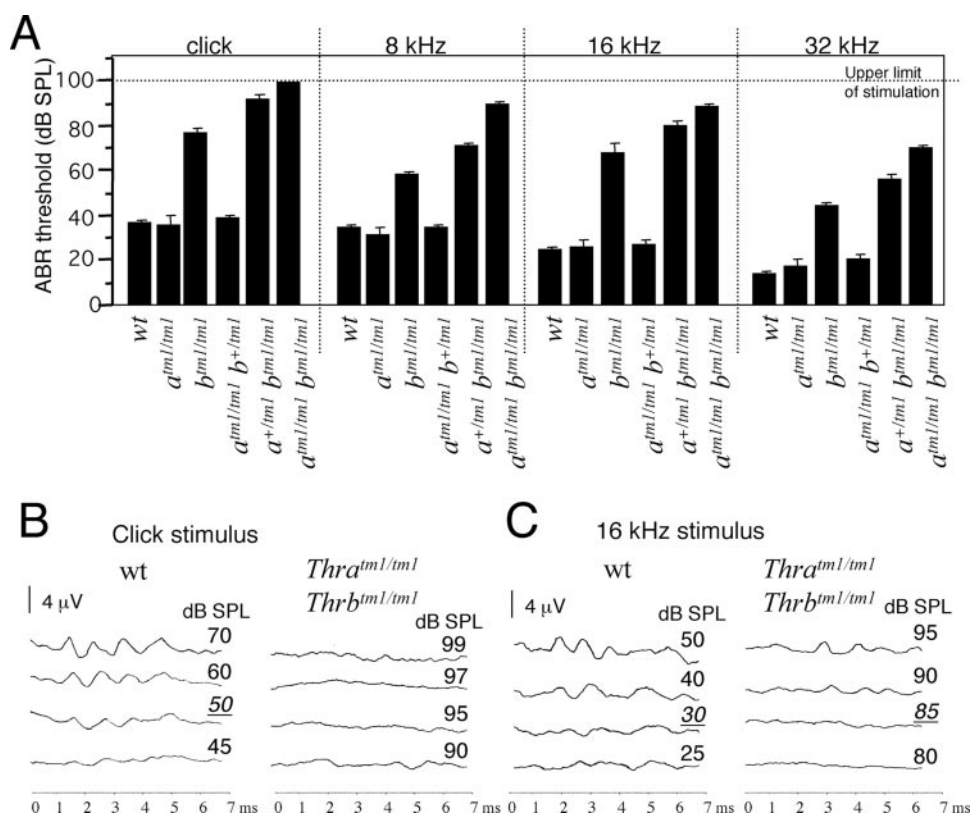 A
click 8 kHz 16 kHz 32 kHz
Upper limit
of stimulation
ABR threshold (dB SPL)
100
80
60
40
20
0
wt a^tm1/tm1 b^tm1/tm1 a^tm1/tm1 b^+/tm1 a^+/tm1 b^tm1/tm1 a^tm1/tm1 b^tm1/tm1
wt a^tm1/tm1 b^tm1/tm1 a^tm1/tm1 b^+/tm1 a^+/tm1 b^tm1/tm1 a^tm1/tm1 b^tm1/tm1
wt a^tm1/tm1 b^tm1/tm1 a^tm1/tm1 b^+/tm1 a^+/tm1 b^tm1/tm1 a^tm1/tm1 b^tm1/tm1
wt a^tm1/tm1 b^tm1/tm1 a^tm1/tm1 b^+/tm1 a^+/tm1 b^tm1/tm1 a^tm1/tm1 b^tm1/tm1
B
Click stimulus
wt
4 µV
dB SPL
70
60
50
45
0 1 2 3 4 5 6 7 ms
Thra^tm1/tm1
Thrb^tm1/tm1
dB SPL
99
97
95
90
0 1 2 3 4 5 6 7 ms
C
16 kHz stimulus
wt
4 µV
dB SPL
50
40
30
25
0 1 2 3 4 5 6 7 ms
Thra^tm1/tm1
Thrb^tm1/tm1
dB SPL
95
90
85
80
0 1 2 3 4 5 6 7 ms